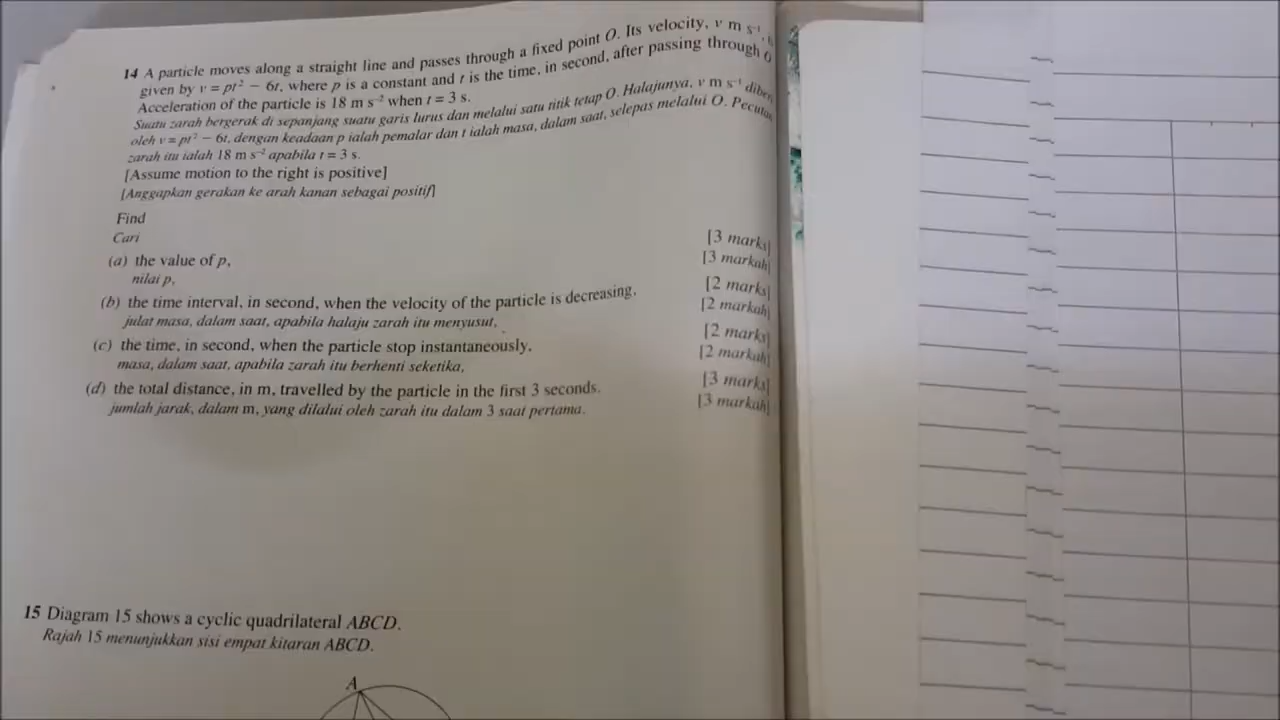 14 A particle moves along a straight line and passes through a fixed point O. Its velocity, v m s⁻¹,
given by v = pt² − 6t, where p is a constant and t is the time, in second, after passing through O
Acceleration of the particle is 18 m s⁻² when t = 3 s.
Suatu zarah bergerak di sepanjang suatu garis lurus dan melalui satu titik tetap O. Halajunya, v m s⁻¹
oleh v = pt² − 6t, dengan keadaan p ialah pemalar dan t ialah masa, dalam saat, selepas melalui O.
zarah itu ialah 18 m s⁻² apabila t = 3 s.
[Assume motion to the right is positive]
[Anggapkan gerakan ke arah kanan sebagai positif]
Find
Cari
(a) the value of p, [3 marks]
nilai p, [3 markah]
(b) the time interval, in second, when the velocity of the particle is decreasing, [2 marks]
julat masa, dalam saat, apabila halaju zarah itu menyusut, [2 markah]
(c) the time, in second, when the particle stop instantaneously, [2 marks]
masa, dalam saat, apabila zarah itu berhenti seketika, [2 markah]
(d) the total distance, in m, travelled by the particle in the first 3 seconds. [3 marks]
jumlah jarak, dalam m, yang dilalui oleh zarah itu dalam 3 saat pertama. [3 markah]
15 Diagram 15 shows a cyclic quadrilateral ABCD.
Rajah 15 menunjukkan sisi empat kitaran ABCD.
A